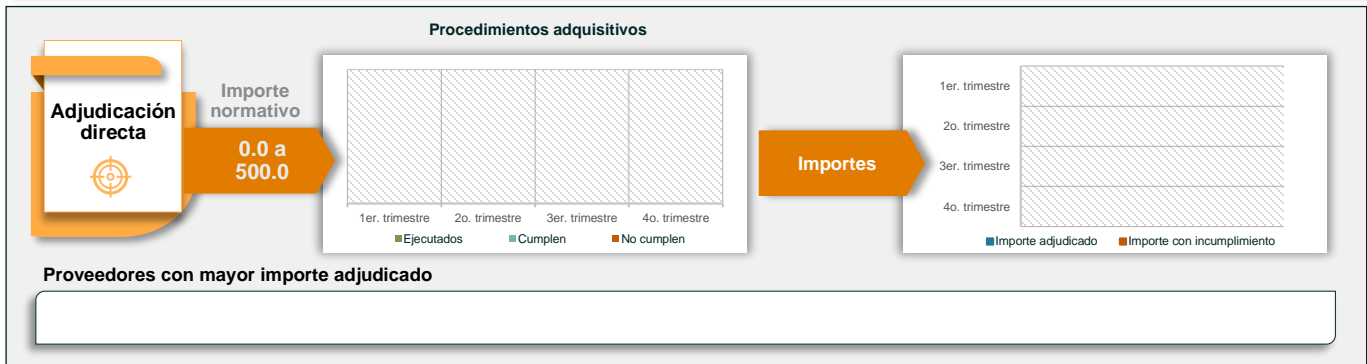 Procedimientos adquisitivos
Adjudicación
directa
Importe
normativo
0.0 a
500.0
1er. trimestre 2o. trimestre 3er. trimestre 4o. trimestre
Ejecutados Cumplen No cumplen
Importes
1er. trimestre
2o. trimestre
3er. trimestre
4o. trimestre
Importe adjudicado Importe con incumplimiento
Proveedores con mayor importe adjudicado